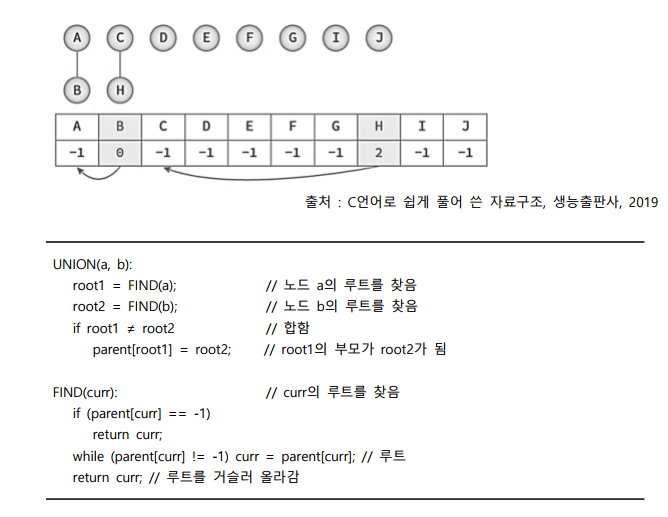 A C D E F G I J
B H
A B C D E F G H I J
-1 0 -1 -1 -1 -1 -1 2 -1 -1
출처 : C언어로 쉽게 풀어 쓴 자료구조, 생능출판사, 2019
UNION(a, b):
root1 = FIND(a); // 노드 a의 루트를 찾음
root2 = FIND(b); // 노드 b의 루트를 찾음
if root1 ≠ root2 // 합함
parent[root1] = root2; // root1의 부모가 root2가 됨
FIND(curr): // curr의 루트를 찾음
if (parent[curr] == -1)
return curr;
while (parent[curr] != -1) curr = parent[curr]; // 루트
return curr; // 루트를 거슬러 올라감